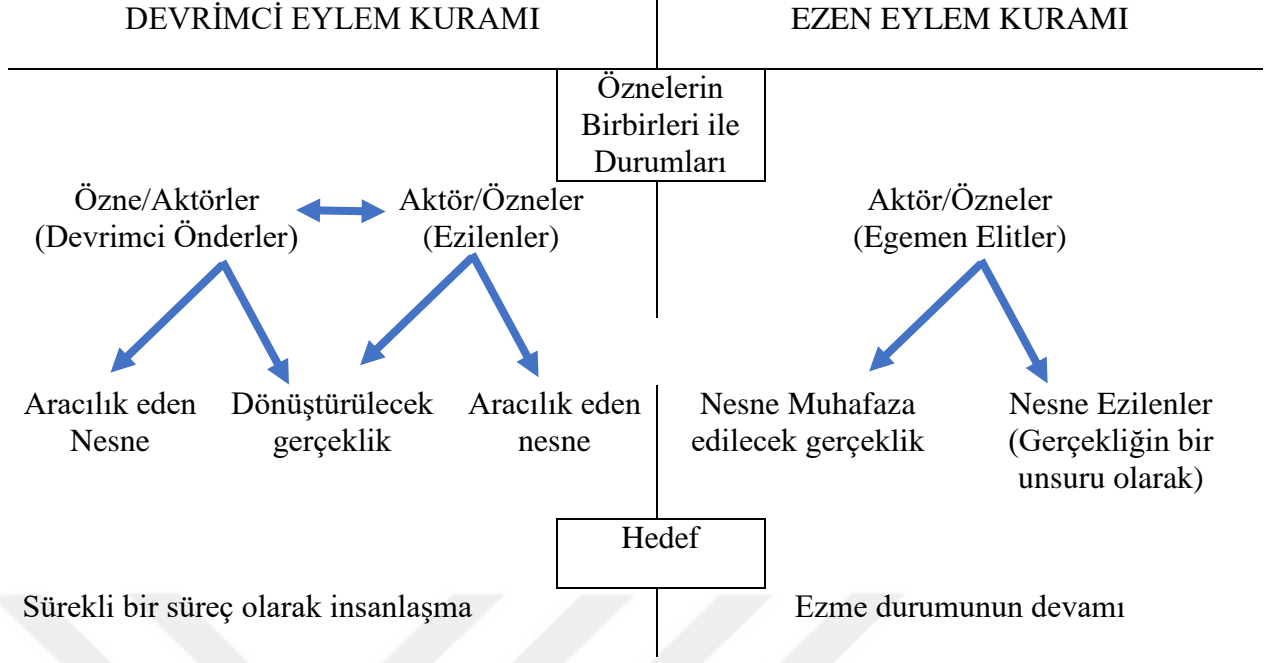 DEVRİMCİ EYLEM KURAMI
EZEN EYLEM KURAMI
Öznelerin
Birbirleri ile
Durumları
Özne/Aktörler
(Devrimci Önderler)
Aktör/Özneler
(Ezilenler)
Aktör/Özneler
(Egemen Elitler)
Aracılık eden
Nesne
Dönüştürülecek
gerçeklik
Aracılık eden
nesne
Nesne Muhafaza
edilecek gerçeklik
Nesne Ezilenler
(Gerçekliğin bir
unsuru olarak)
Hedef
Sürekli bir süreç olarak insanlaşma
Ezme durumunun devamı